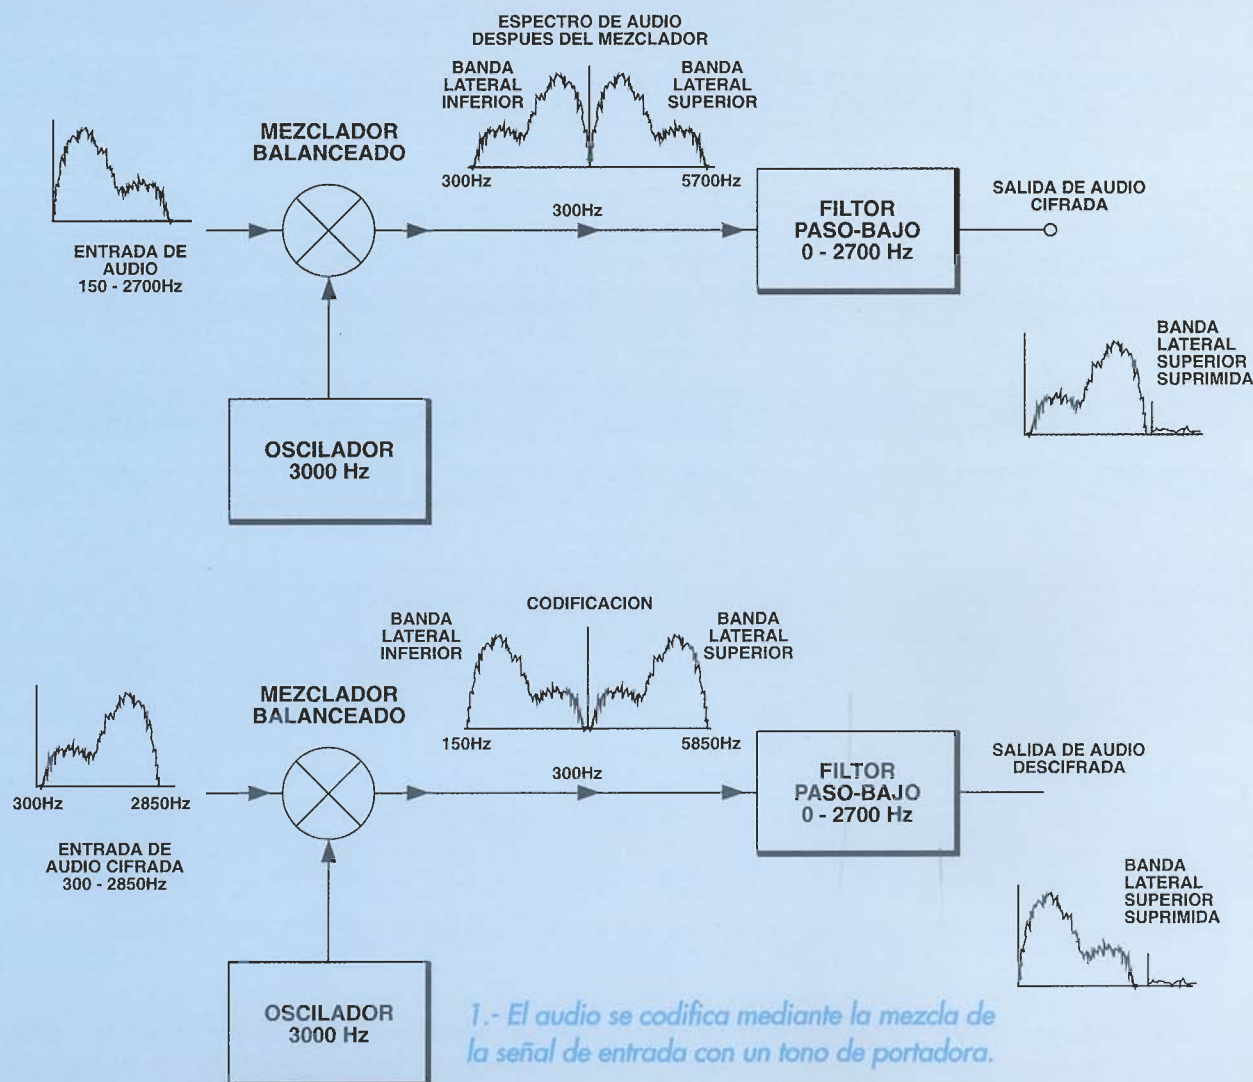 ESPECTRO DE AUDIO
DESPUES DEL MEZCLADOR
BANDA
LATERAL
INFERIOR
BANDA
LATERAL
SUPERIOR
MEZCLADOR
BALANCEADO
300Hz
5700Hz
ENTRADA DE
AUDIO
150 - 2700Hz
300Hz
FILTOR
PASO-BAJO
0 - 2700 Hz
SALIDA DE AUDIO
CIFRADA
BANDA
LATERAL
SUPERIOR
SUPRIMIDA
OSCILADOR
3000 Hz
CODIFICACION
BANDA
LATERAL
INFERIOR
BANDA
LATERAL
SUPERIOR
MEZCLADOR
BALANCEADO
150Hz
5850Hz
300Hz
2850Hz
ENTRADA DE
AUDIO CIFRADA
300 - 2850Hz
300Hz
FILTOR
PASO-BAJO
0 - 2700 Hz
SALIDA DE AUDIO
DESCIFRADA
BANDA
LATERAL
SUPERIOR
SUPRIMIDA
OSCILADOR
3000 Hz
1.- El audio se codifica mediante la mezcla de
la señal de entrada con un tono de portadora.